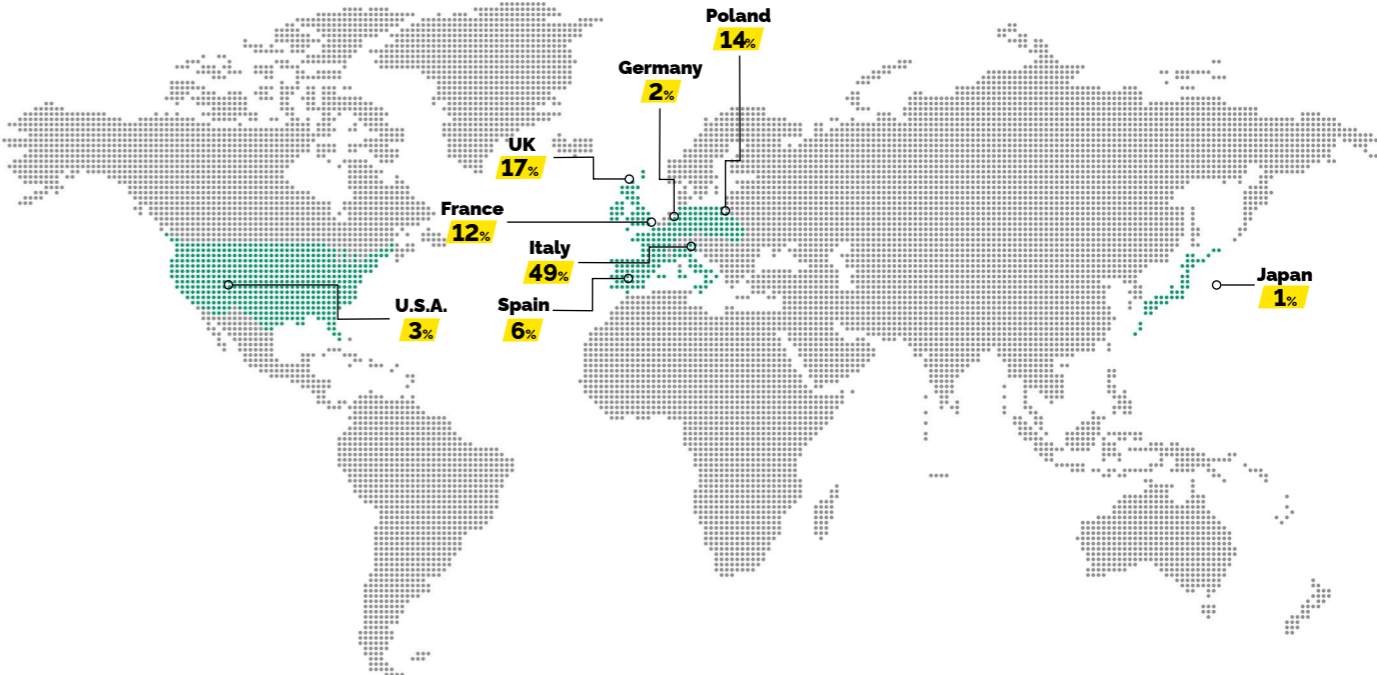 Poland
14%
Germany
2%
UK
17%
France
12%
Italy
49%
Spain
6%
U.S.A.
3%
Japan
1%